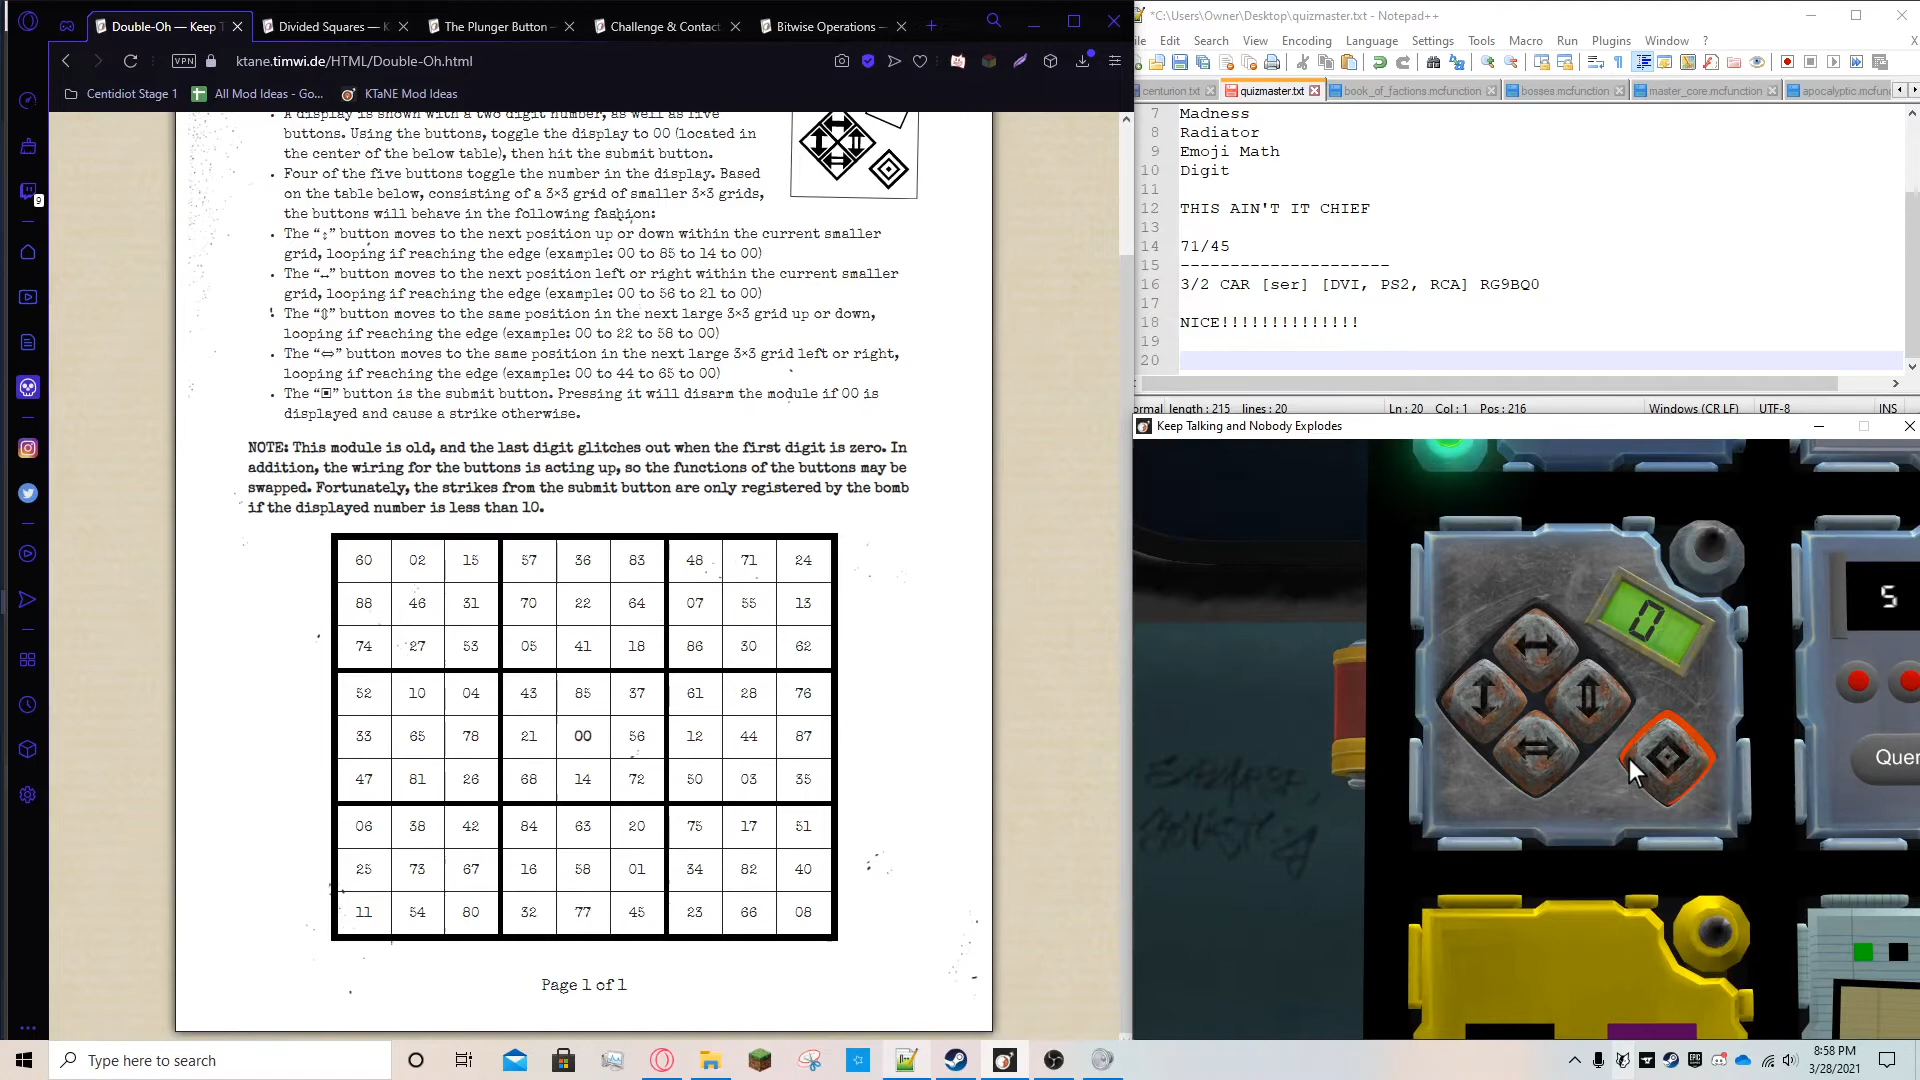 Double-Oh — Keep T
Divided Squares — K
The Plunger Button —
Challenge & Contact
Bitwise Operations —
VPN
ktane.timwi.de/HTML/Double-Oh.html
Centidiot Stage 1
All Mod Ideas - Go...
KTaNE Mod Ideas
9
A display is shown with a two digit number, as well as five
buttons. Using the buttons, toggle the display to 00 (located in
the center of the below table), then hit the submit button.
Four of the five buttons toggle the number in the display. Based
on the table below, consisting of a 3×3 grid of smaller 3×3 grids,
the buttons will behave in the following fashion:
The “↕” button moves to the next position up or down within the current smaller
grid, looping if reaching the edge (example: 00 to 85 to 14 to 00)
The “↔” button moves to the next position left or right within the current smaller
grid, looping if reaching the edge (example: 00 to 56 to 21 to 00)
The “⇕” button moves to the same position in the next large 3×3 grid up or down,
looping if reaching the edge (example: 00 to 22 to 58 to 00)
The “⇔” button moves to the same position in the next large 3×3 grid left or right,
looping if reaching the edge (example: 00 to 44 to 65 to 00)
The “▣” button is the submit button. Pressing it will disarm the module if 00 is
displayed and cause a strike otherwise.
NOTE: This module is old, and the last digit glitches out when the first digit is zero. In
addition, the wiring for the buttons is acting up, so the functions of the buttons may be
swapped. Fortunately, the strikes from the submit button are only registered by the bomb
if the displayed number is less than 10.
60 02 15 57 36 83 48 71 24
88 46 31 70 22 64 07 55 13
74 27 53 05 41 18 86 30 62
52 10 04 43 85 37 61 28 76
33 65 78 21 00 56 12 44 87
47 81 26 68 14 72 50 03 35
06 38 42 84 63 20 75 17 51
25 73 67 16 58 01 34 82 40
11 54 80 32 77 45 23 66 08
Page 1 of 1
*C:\Users\Owner\Desktop\quizmaster.txt - Notepad++
Edit Search View Encoding Language Settings Tools Macro Run Plugins Window ? X
centurion.txt quizmaster.txt book_of_factions.mcfunction bosses.mcfunction master_core.mcfunction apocalyptic.mcfun
7 Madness
8 Radiator
9 Emoji Math
10 Digit
11
12 THIS AIN'T IT CHIEF
13
14 71/45
15 ---------------------
16 3/2 CAR [ser] [DVI, PS2, RCA] RG9BQ0
17
18 NICE!!!!!!!!!!!!!!
19
20
ormal length : 215 lines : 20 Ln : 20 Col : 1 Pos : 216 Windows (CR LF) UTF-8 INS
Keep Talking and Nobody Explodes
0
5
Quer
Type here to search
8:58 PM
3/28/2021